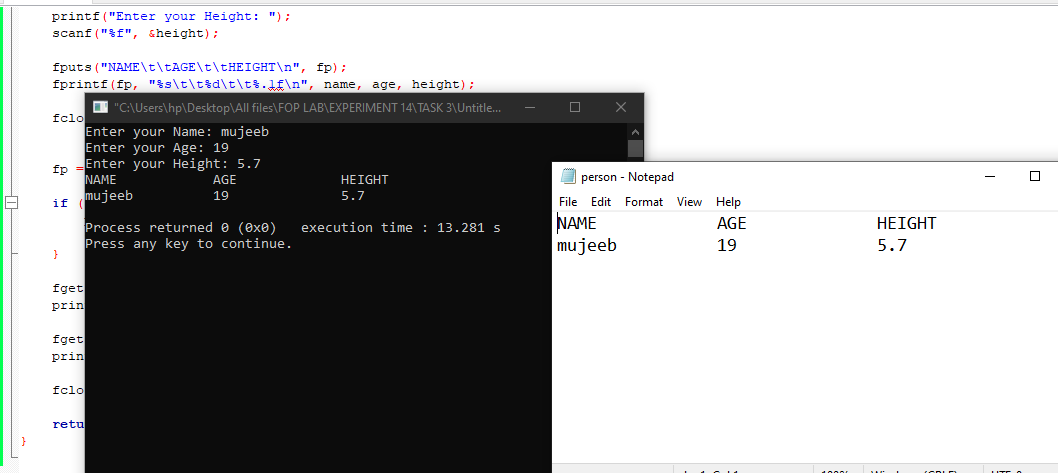 printf("Enter your Height: ");
scanf("%f", &height);
fputs("NAME\t\tAGE\t\tHEIGHT\n", fp);
fprintf(fp, "%s\t\t%d\t\t%.1f\n", name, age, height);
fclo
fp =
if (
}
fget
prin
fget
prin
fclo
retu
}
"C:\Users\hp\Desktop\All files\FOP LAB\EXPERIMENT 14\TASK 3\Untitle...
Enter your Name: mujeeb
Enter your Age: 19
Enter your Height: 5.7
NAME AGE HEIGHT
mujeeb 19 5.7
Process returned 0 (0x0) execution time : 13.281 s
Press any key to continue.
person - Notepad
File Edit Format View Help
NAME AGE HEIGHT
mujeeb 19 5.7